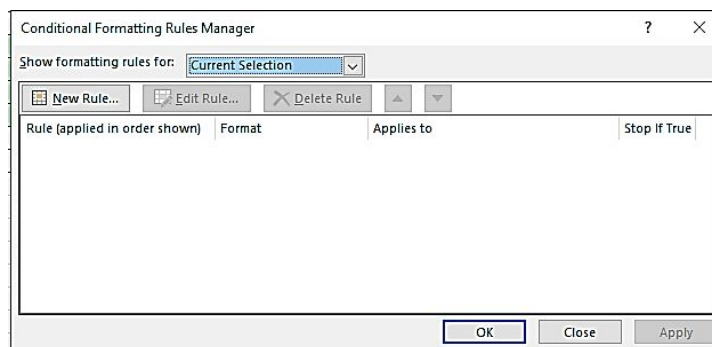 Conditional Formatting Rules Manager ? ×
Show formatting rules for: Current Selection
New Rule... Edit Rule... Delete Rule
Rule (applied in order shown) Format Applies to Stop If True
OK Close Apply